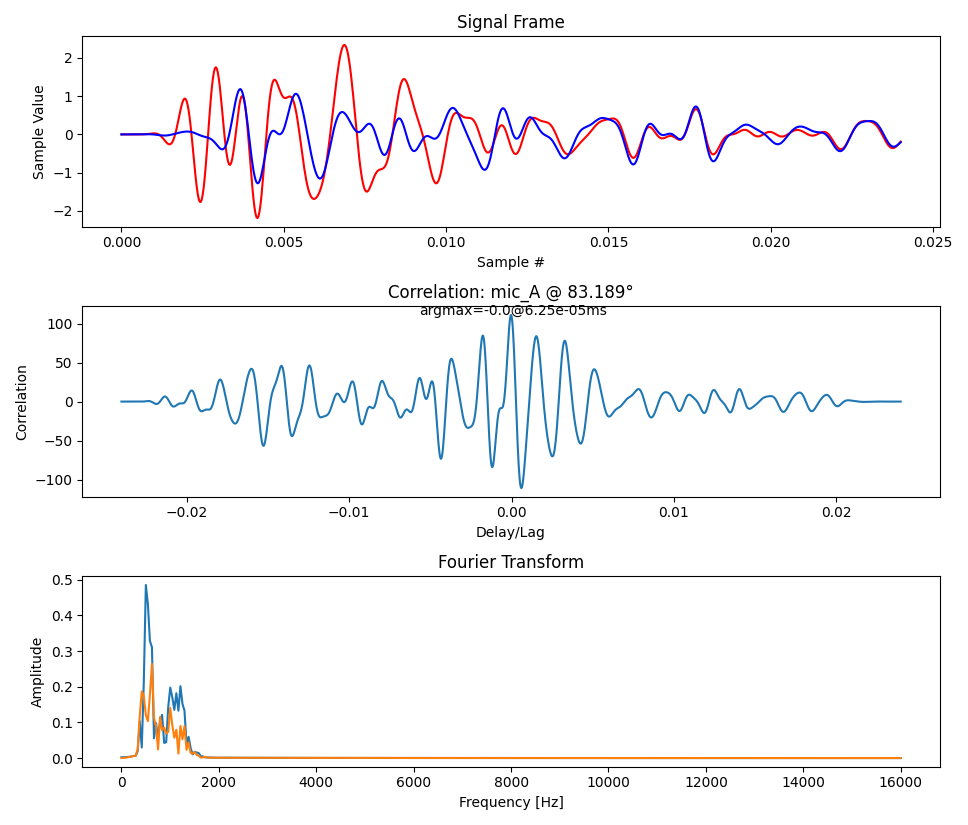 Signal Frame
Sample Value
2
1
0
−1
−2
0.000 0.005 0.010 0.015 0.020 0.025
Sample #
Correlation: mic_A @ 83.189°
argmax=-0.0@6.25e-05ms
Correlation
100
50
0
−50
−100
−0.02 −0.01 0.00 0.01 0.02
Delay/Lag
Fourier Transform
Amplitude
0.5
0.4
0.3
0.2
0.1
0.0
0 2000 4000 6000 8000 10000 12000 14000 16000
Frequency [Hz]